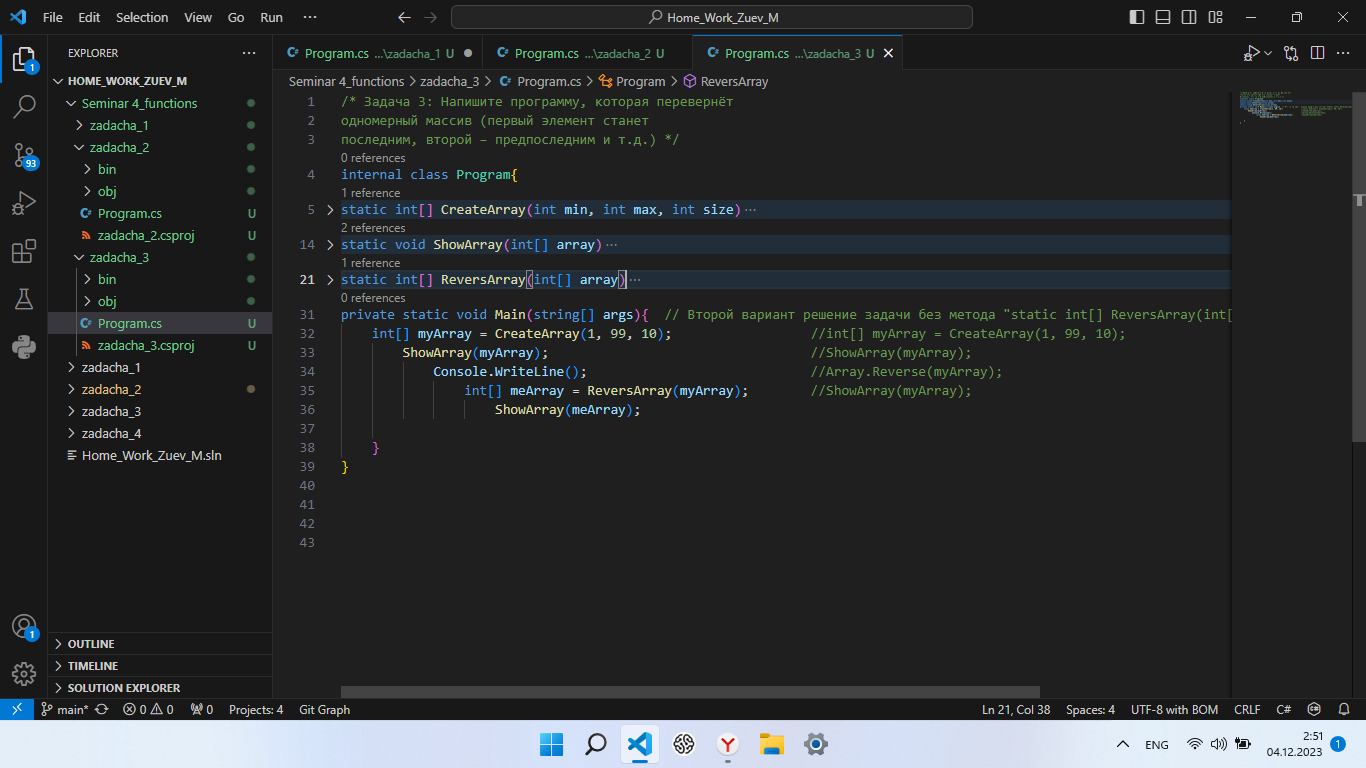 File Edit Selection View Go Run ··· Home_Work_Zuev_M
EXPLORER ···
HOME_WORK_ZUEV_M
Seminar 4_functions
zadacha_1
zadacha_2
bin
obj
Program.cs U
zadacha_2.csproj U
zadacha_3
bin
obj
Program.cs U
zadacha_3.csproj U
zadacha_1
zadacha_2
zadacha_3
zadacha_4
Home_Work_Zuev_M.sln
OUTLINE
TIMELINE
SOLUTION EXPLORER
1
93
1
Program.cs ...\zadacha_1 U Program.cs ...\zadacha_2 U Program.cs ...\zadacha_3 U
Seminar 4_functions > zadacha_3 > Program.cs > Program > ReversArray
1 /* Задача 3: Напишите программу, которая перевернёт
2 одномерный массив (первый элемент станет
3 последним, второй – предпоследним и т.д.) */
0 references
4 internal class Program{
1 reference
5 static int[] CreateArray(int min, int max, int size) ···
2 references
14 static void ShowArray(int[] array) ···
1 reference
21 static int[] ReversArray(int[] array) ···
0 references
31 private static void Main(string[] args){ // Второй вариант решение задачи без метода "static int[] ReversArray(int[
32 int[] myArray = CreateArray(1, 99, 10); //int[] myArray = CreateArray(1, 99, 10);
33 ShowArray(myArray); //ShowArray(myArray);
34 Console.WriteLine(); //Array.Reverse(myArray);
35 int[] meArray = ReversArray(myArray); //ShowArray(myArray);
36 ShowArray(meArray);
37
38 }
39 }
40
41
42
43
main* 0 0 0 Projects: 4 Git Graph Ln 21, Col 38 Spaces: 4 UTF-8 with BOM CRLF C#
ENG 2:51
04.12.2023 1